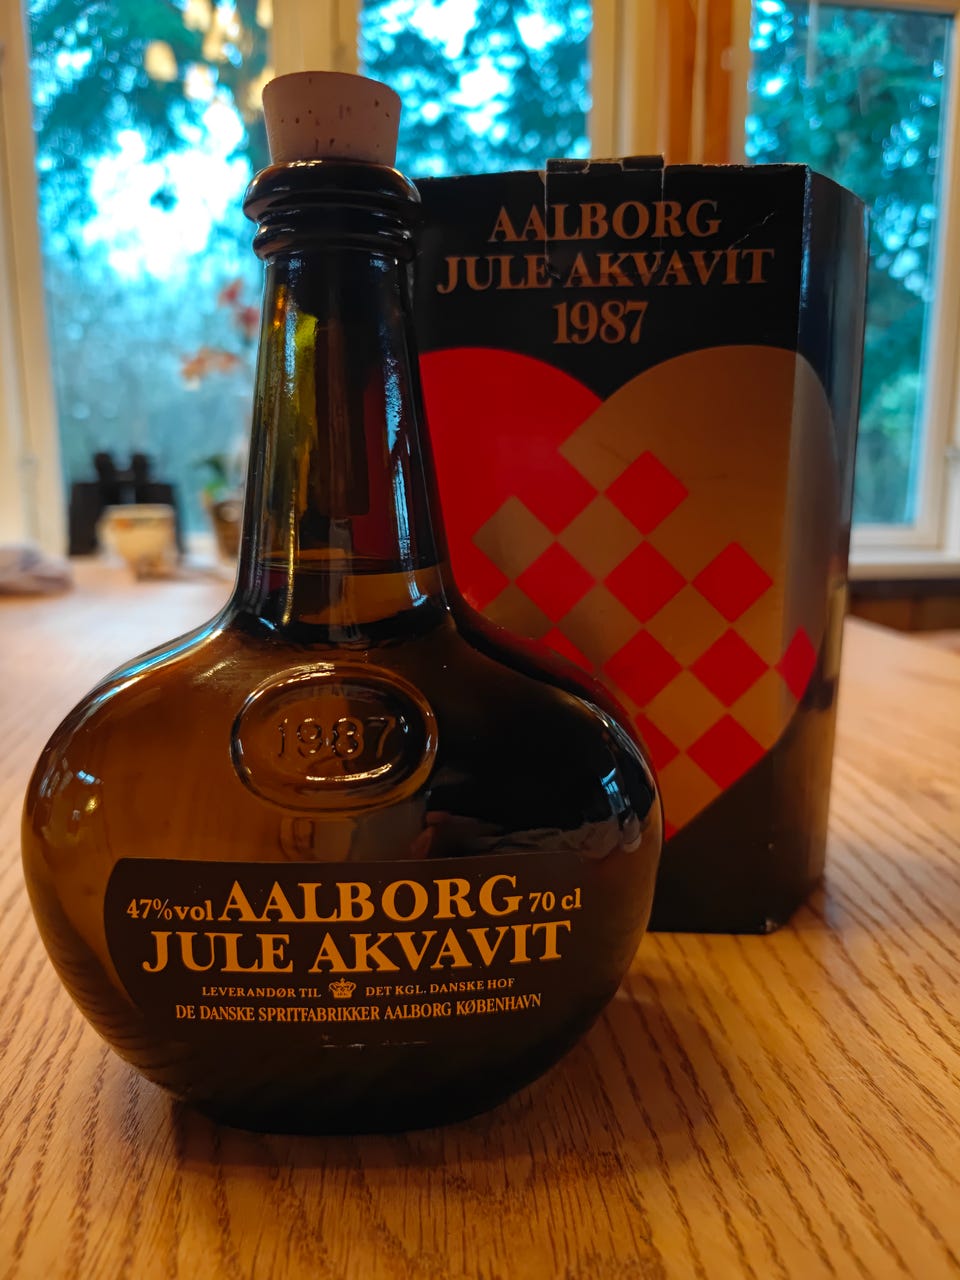 AALBORG
JULE AKVAVIT
1987
1987
47% vol AALBORG 70 cl
JULE AKVAVIT
LEVERANDØR TIL DET KGL. DANSKE HOF
DE DANSKE SPRITFABRIKKER AALBORG KØBENHAVN